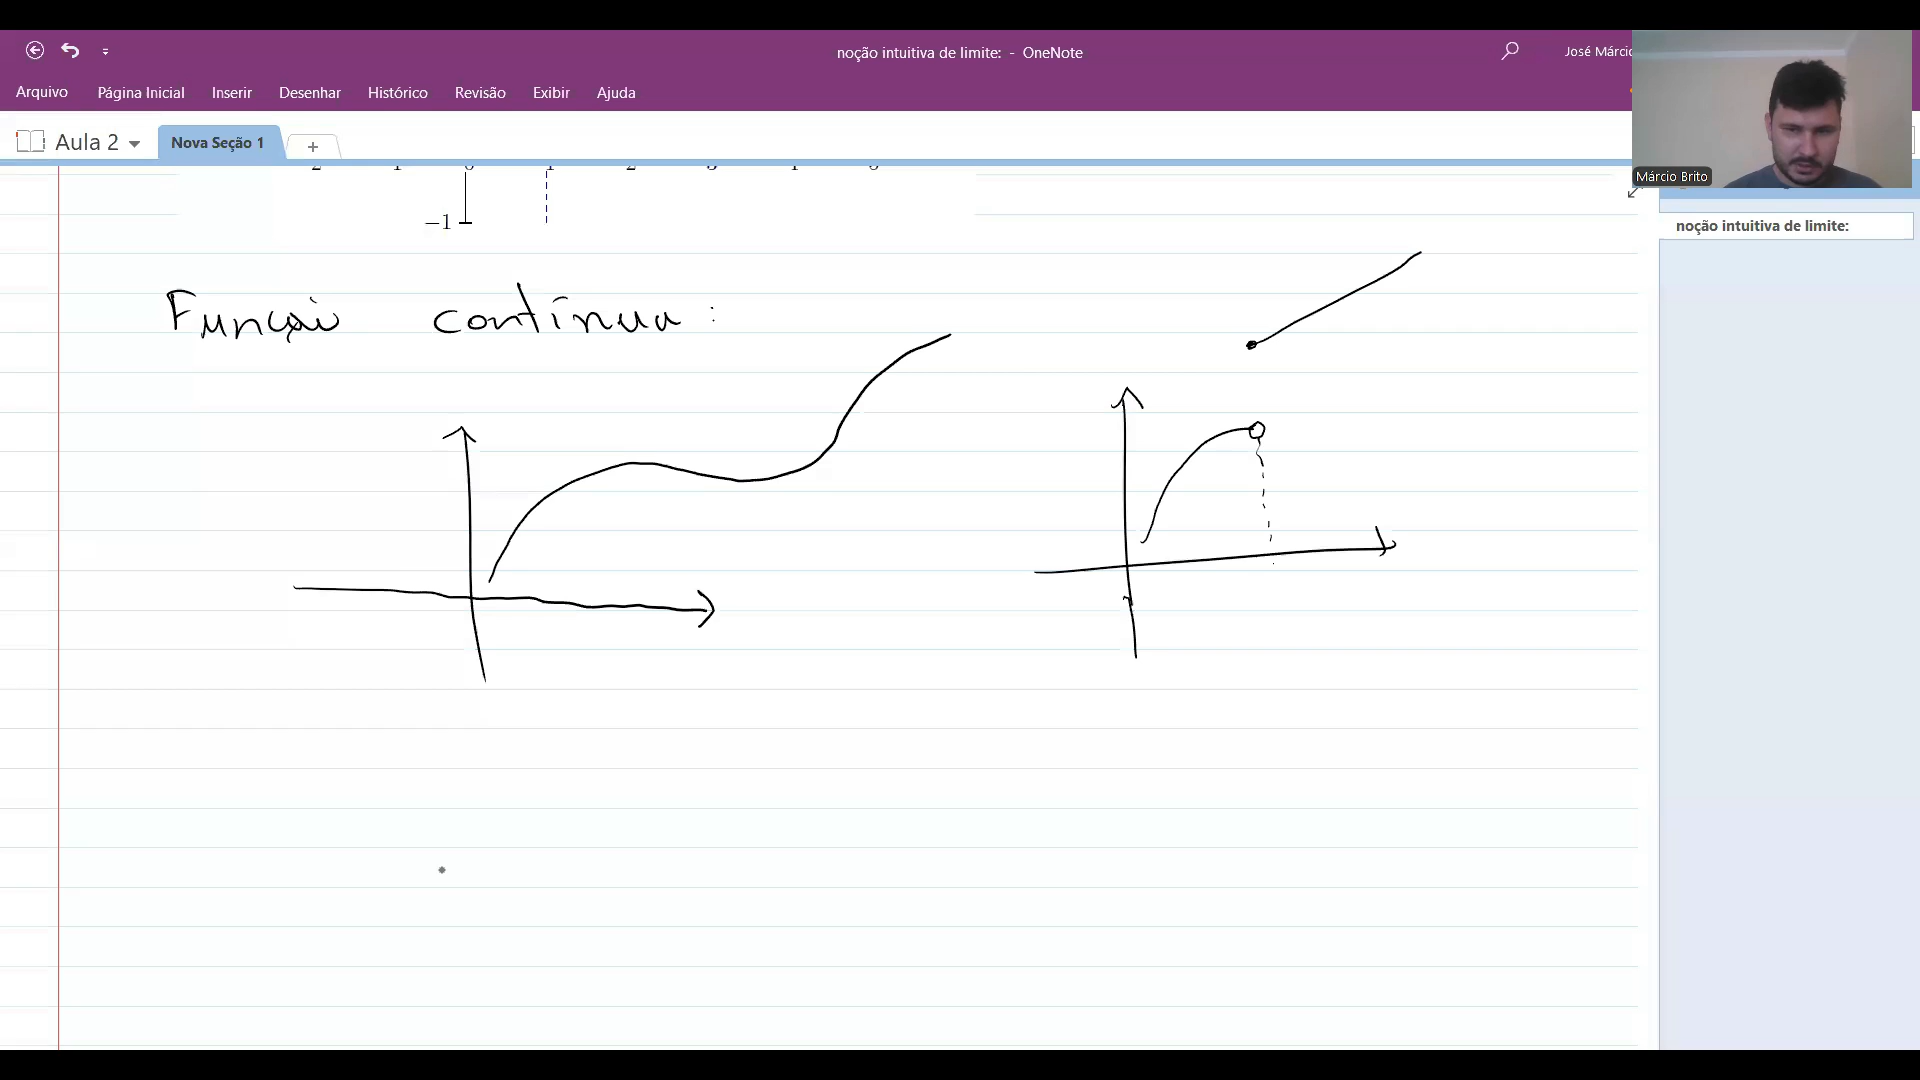 noção intuitiva de limite: - OneNote
José Márcio
Arquivo Página Inicial Inserir Desenhar Histórico Revisão Exibir Ajuda
Aula 2 Nova Seção 1 +
Márcio Brito
noção intuitiva de limite:
−1
Função contínua: